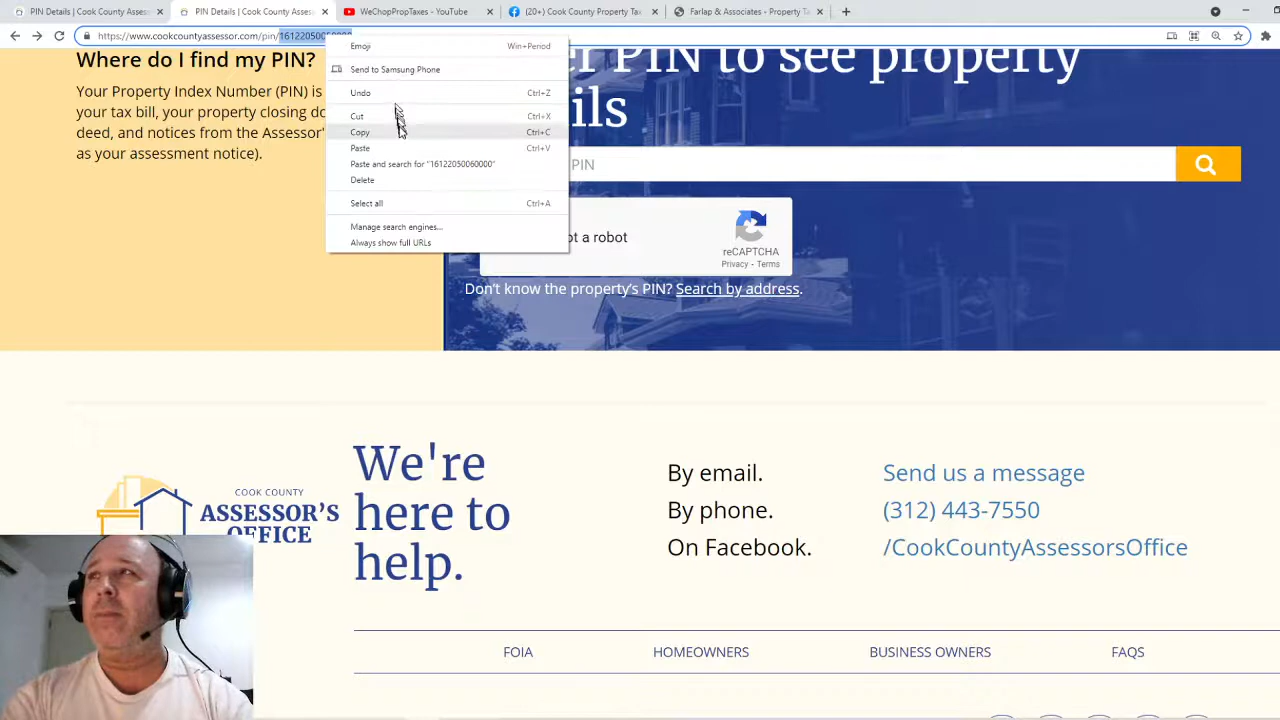 PIN Details | Cook County Assess
PIN Details | Cook County Assess
WeChopPropTaxes - YouTube
(20+) Cook County Property Tax
Farlap & Associates - Property T
https://www.cookcountyassessor.com/pin/16122050060000
Emoji Win+Period
Send to Samsung Phone
Undo Ctrl+Z
Cut Ctrl+X
Copy Ctrl+C
Paste Ctrl+V
Paste and search for "16122050060000"
Delete
Select all Ctrl+A
Manage search engines...
Always show full URLs
Where do I find my PIN?
Your Property Index Number (PIN) is
your tax bill, your property closing do
deed, and notices from the Assessor'
as your assessment notice).
er PIN to see property
ils
PIN
ot a robot
reCAPTCHA
Privacy - Terms
Don't know the property's PIN? Search by address.
COOK COUNTY
ASSESSOR'S
OFFICE
We're
here to
help.
By email. Send us a message
By phone. (312) 443-7550
On Facebook. /CookCountyAssessorsOffice
FOIA HOMEOWNERS BUSINESS OWNERS FAQS